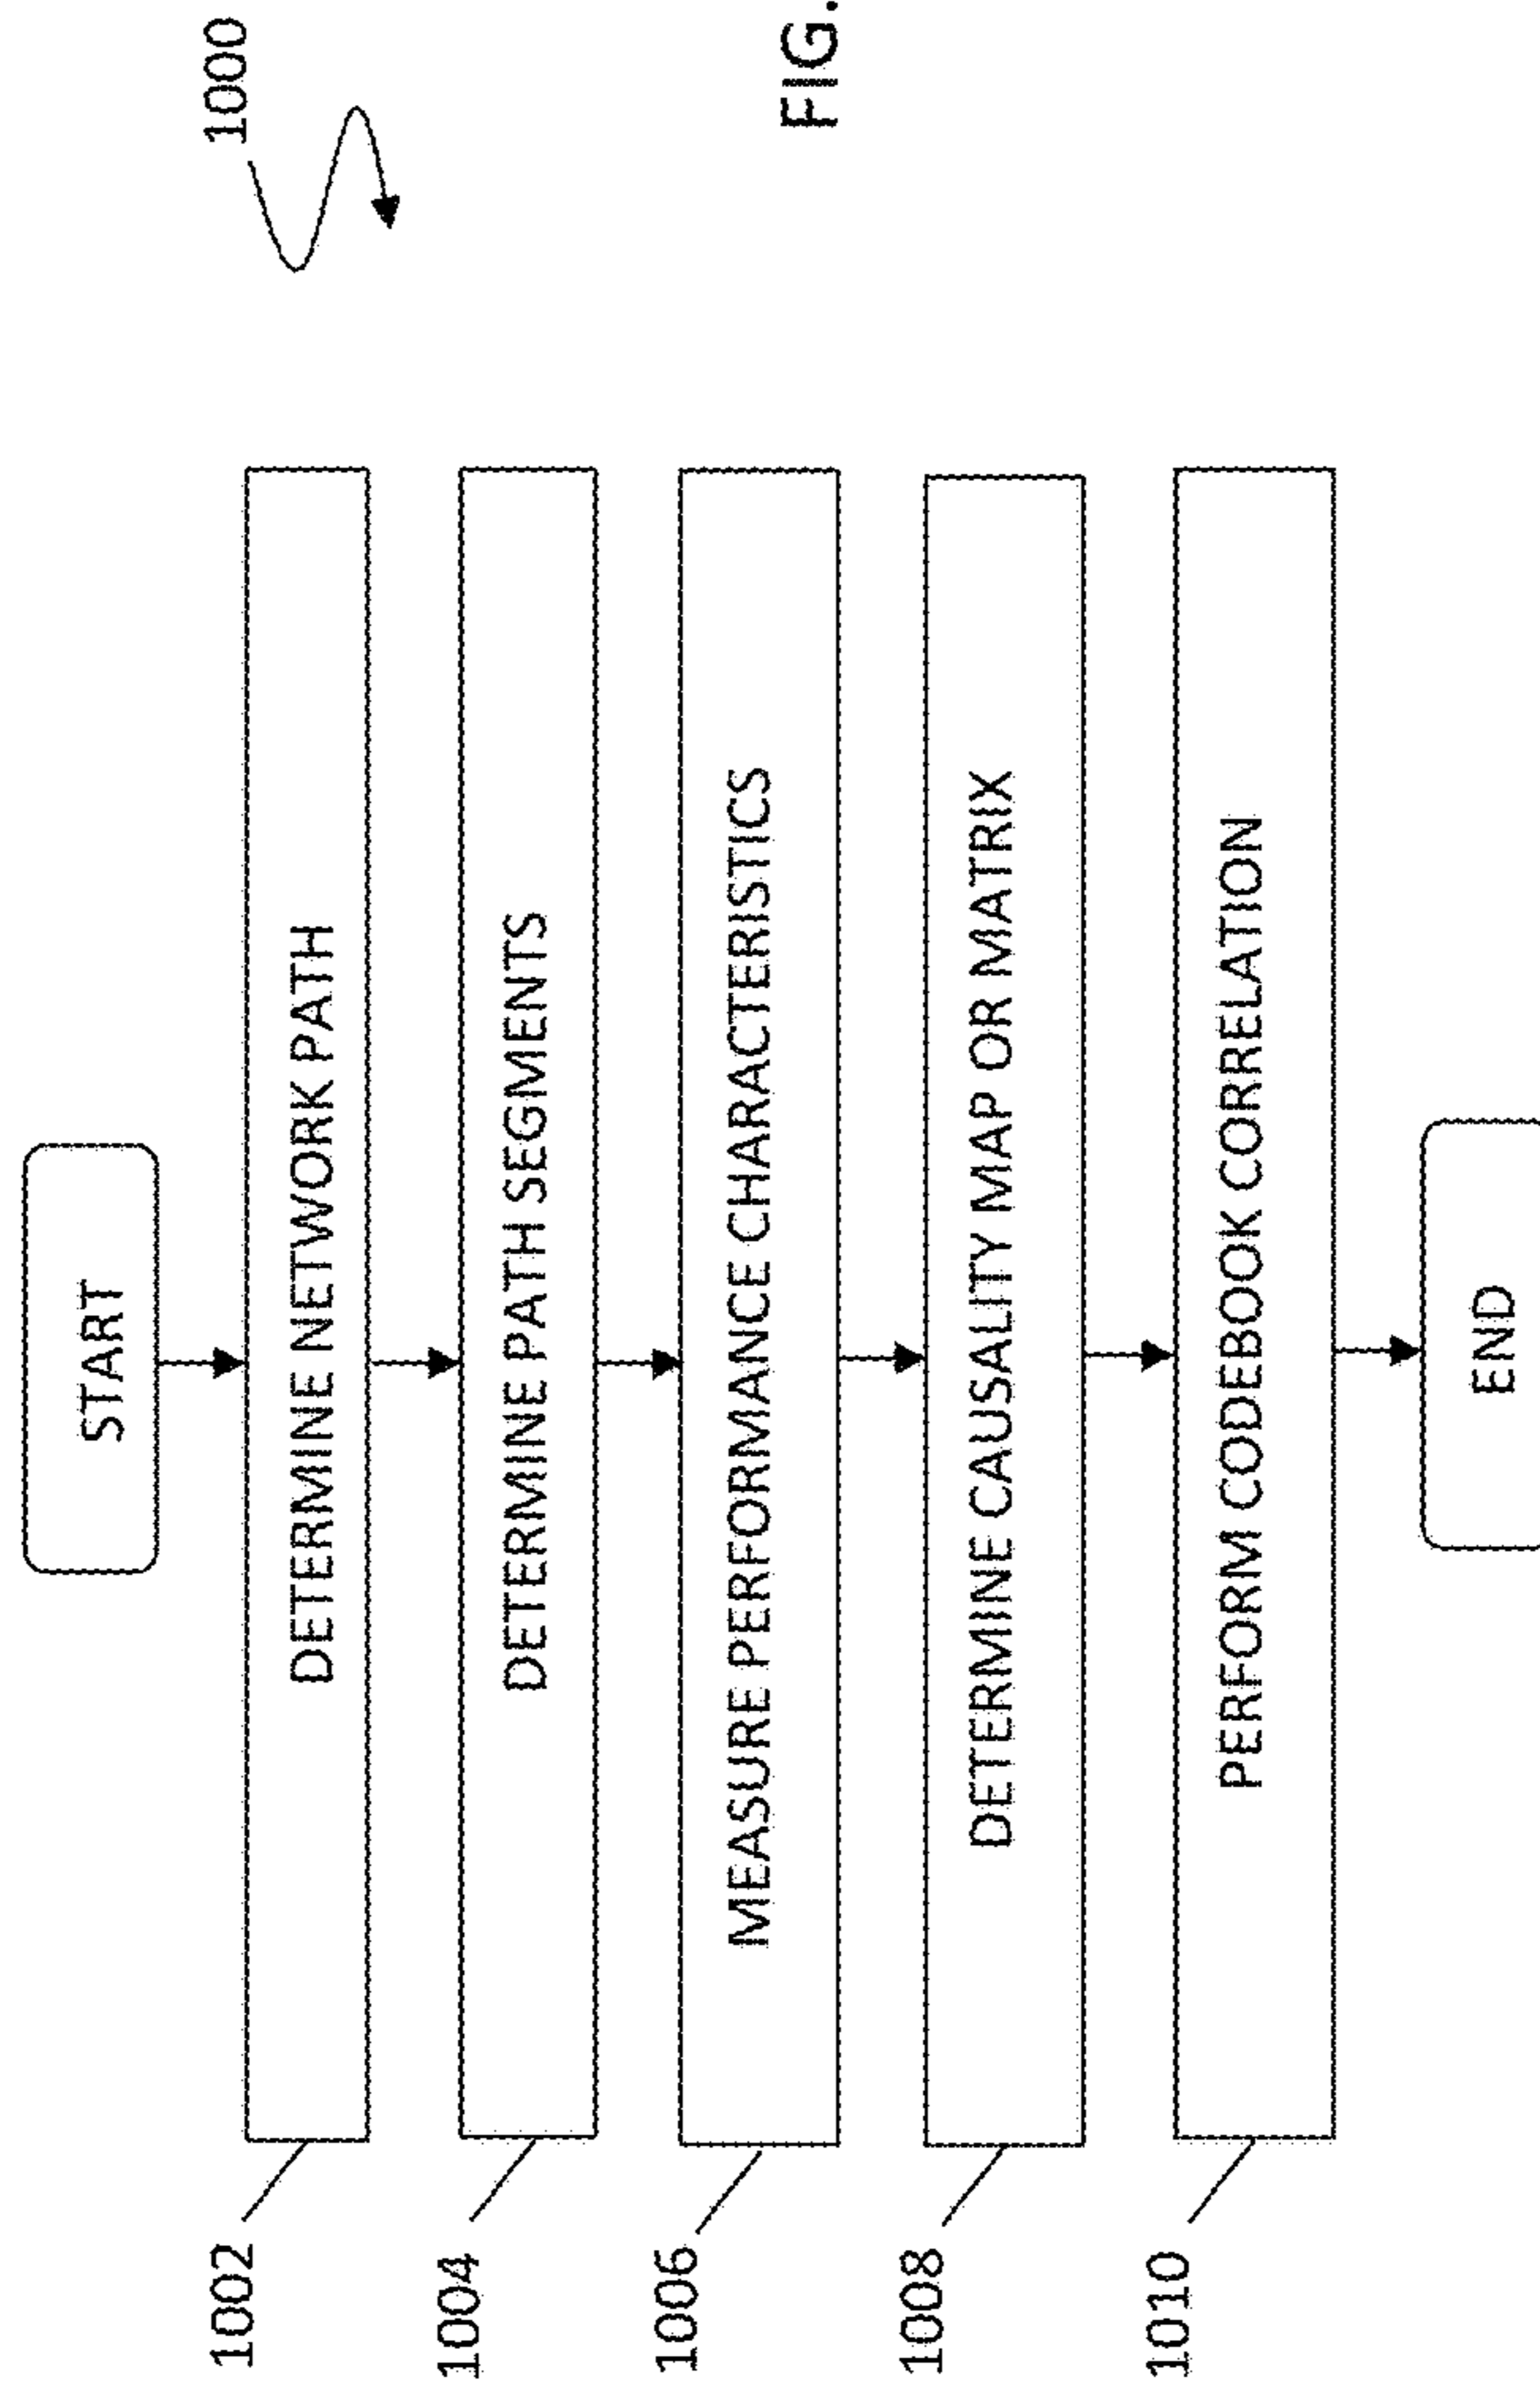 1000
START
1002
DETERMINE NETWORK PATH
1004
DETERMINE PATH SEGMENTS
1006
MEASURE PERFORMANCE CHARACTERISTICS
FIG.
1008
DETERMINE CAUSALITY MAP OR MATRIX
1010
PERFORM CODEBOOK CORRELATION
END